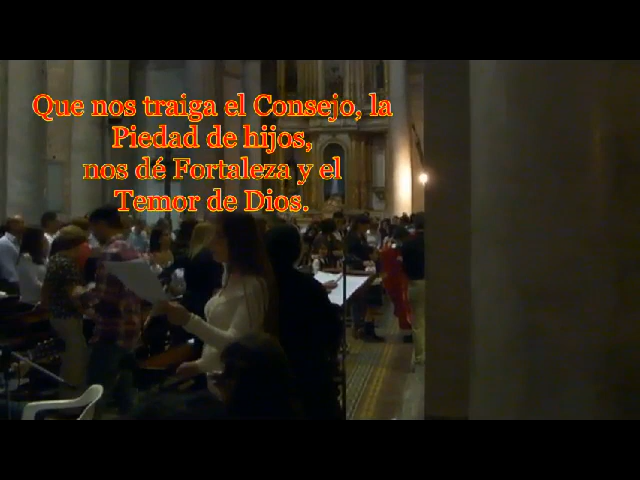 Que nos traiga el Consejo, la
Piedad de hijos,
nos dé Fortaleza y el
Temor de Dios.